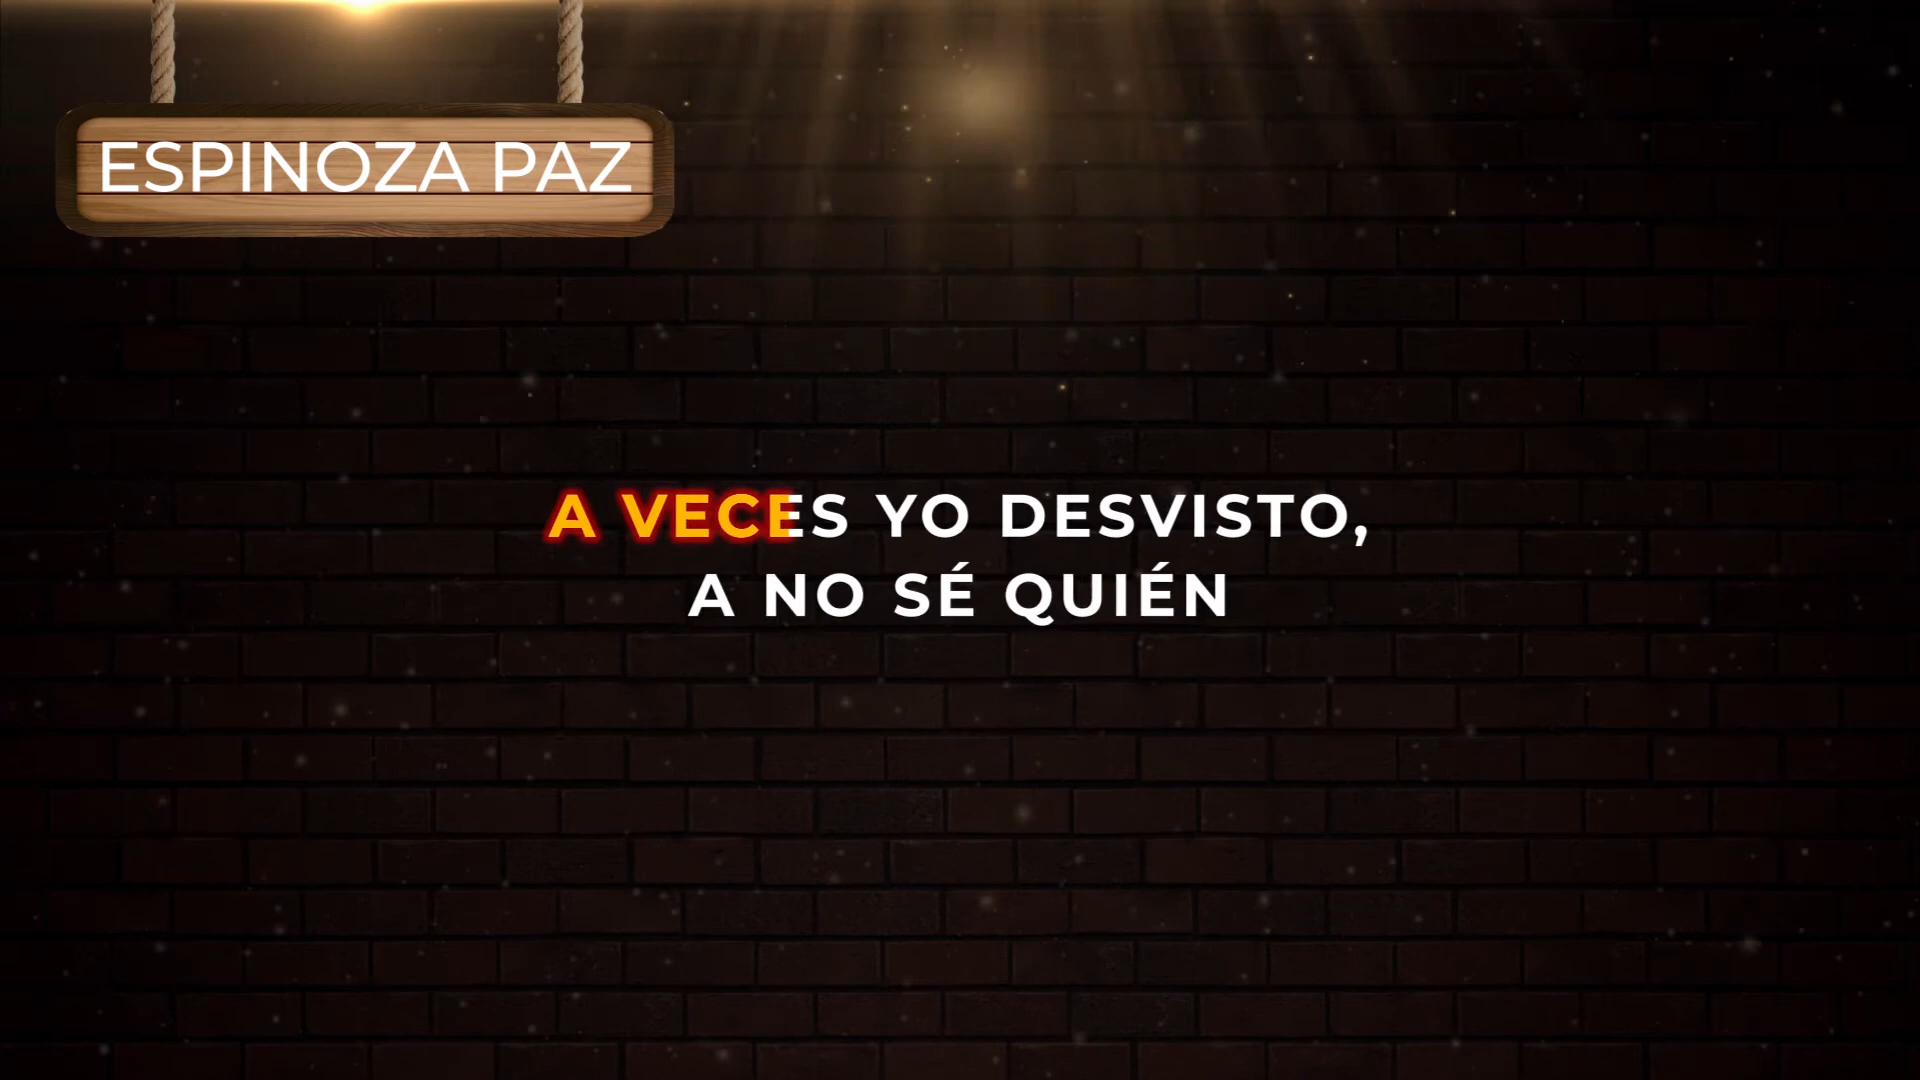 ESPINOZA PAZ
A VECES YO DESVISTO,
A NO SÉ QUIÉN